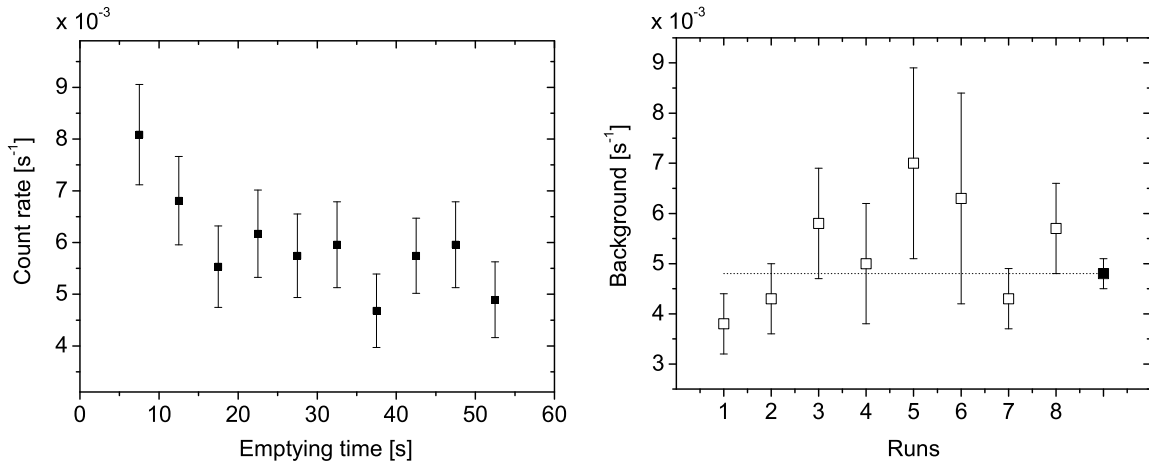 x 10⁻³
9
8
7
6
5
4
0 10 20 30 40 50 60
Count rate [s⁻¹]
Emptying time [s]
x 10⁻³
9
8
7
6
5
4
3
1 2 3 4 5 6 7 8
Background [s⁻¹]
Runs